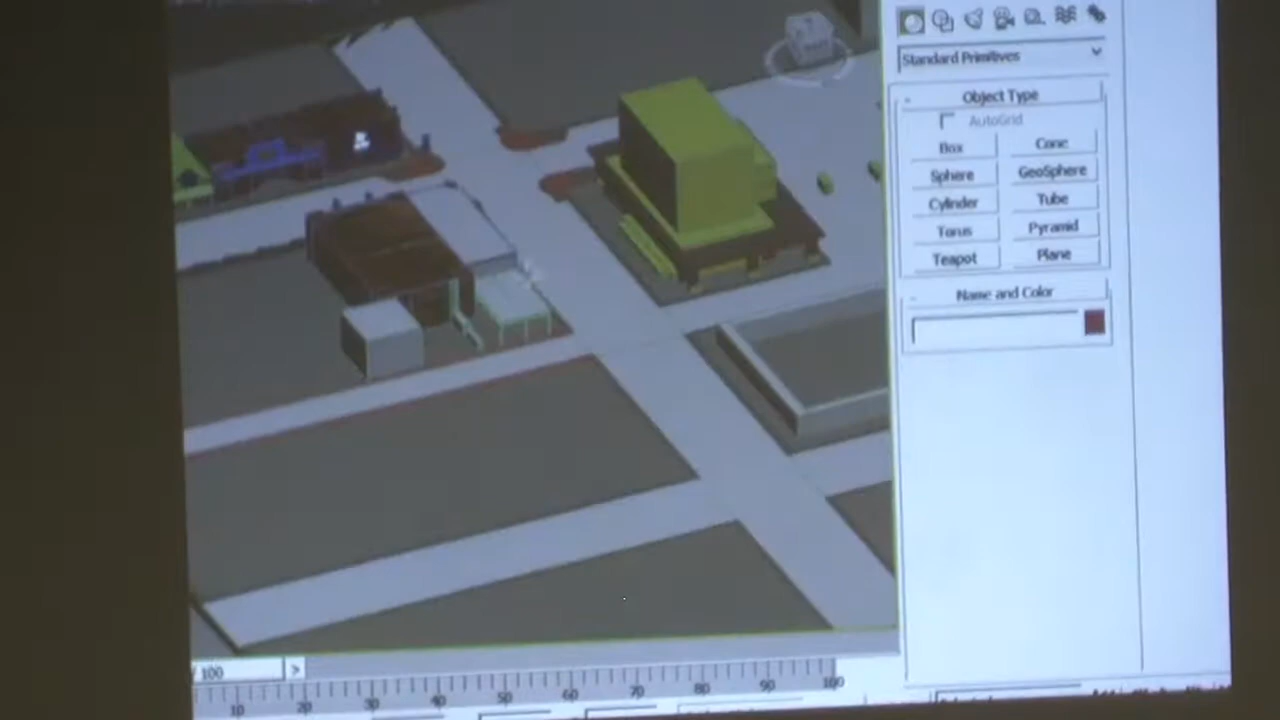 Standard Primitives
Object Type
AutoGrid
Box Cone
Sphere GeoSphere
Cylinder Tube
Torus Pyramid
Teapot Plane
Name and Color
/ 100 >
10 20 30 40 50 60 70 80 90 100